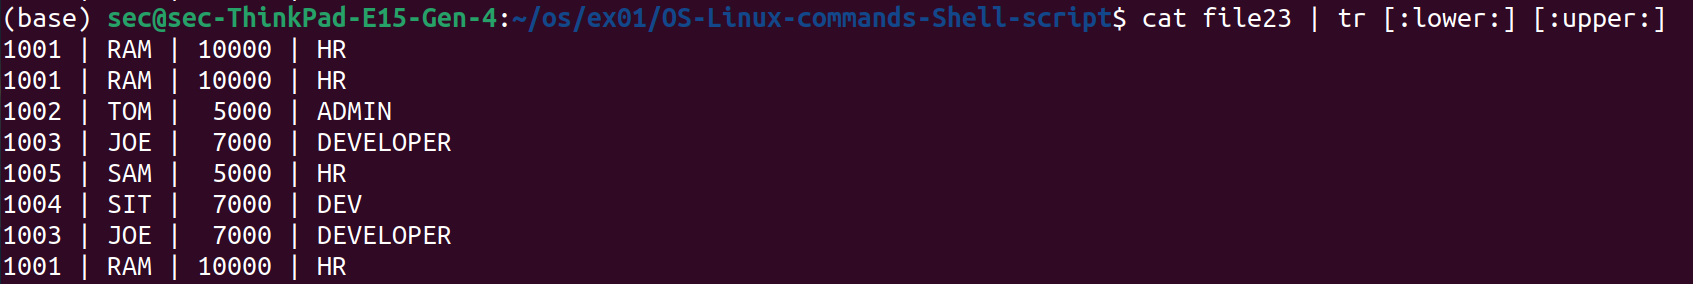 (base) sec@sec-ThinkPad-E15-Gen-4:~/os/ex01/OS-Linux-commands-Shell-script$ cat file23 | tr [:lower:] [:upper:]
1001 | RAM | 10000 | HR
1001 | RAM | 10000 | HR
1002 | TOM |  5000 | ADMIN
1003 | JOE |  7000 | DEVELOPER
1005 | SAM |  5000 | HR
1004 | SIT |  7000 | DEV
1003 | JOE |  7000 | DEVELOPER
1001 | RAM | 10000 | HR